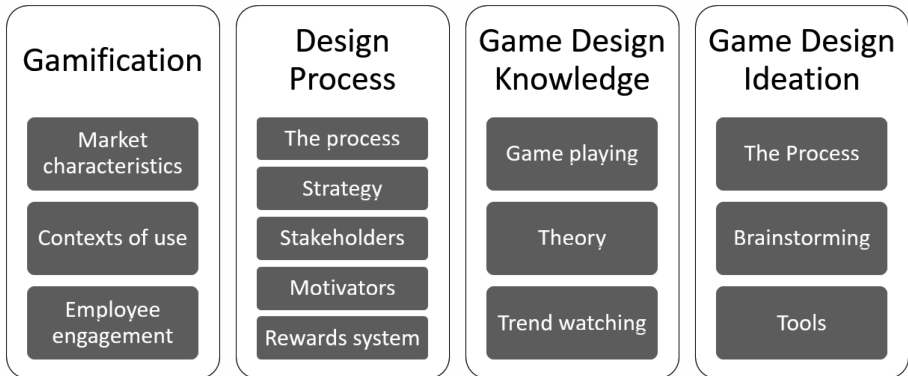 Gamification
Market
characteristics
Contexts of use
Employee
engagement
Design
Process
The process
Strategy
Stakeholders
Motivators
Rewards system
Game Design
Knowledge
Game playing
Theory
Trend watching
Game Design
Ideation
The Process
Brainstorming
Tools